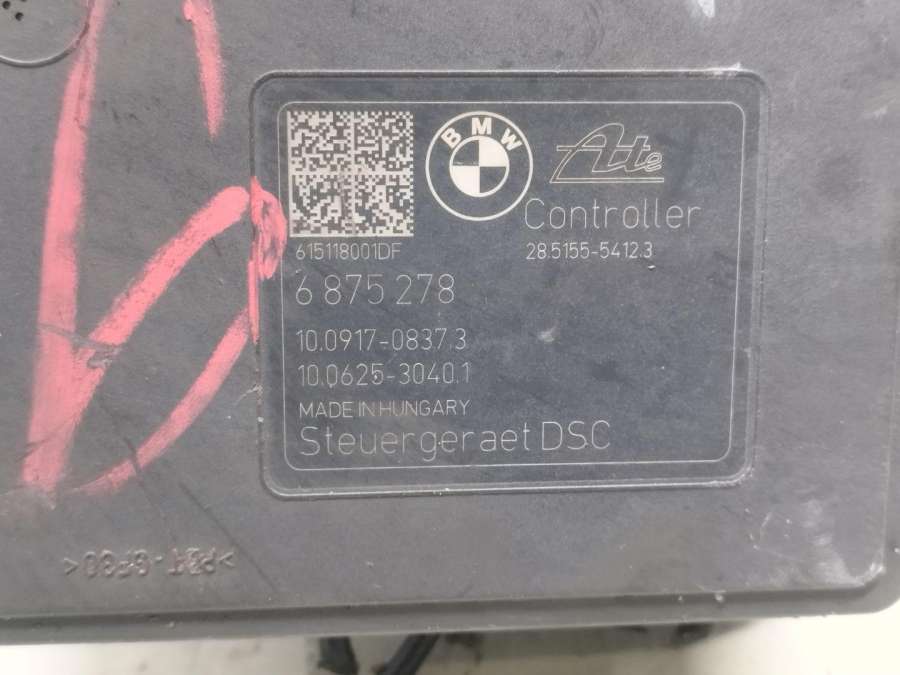 BMW
Ate
Controller
615118001DF
28.5155-5412.3
6 875 278
10.0917-0837.3
10.0625-3040.1
MADE IN HUNGARY
Steuergeraet DSC